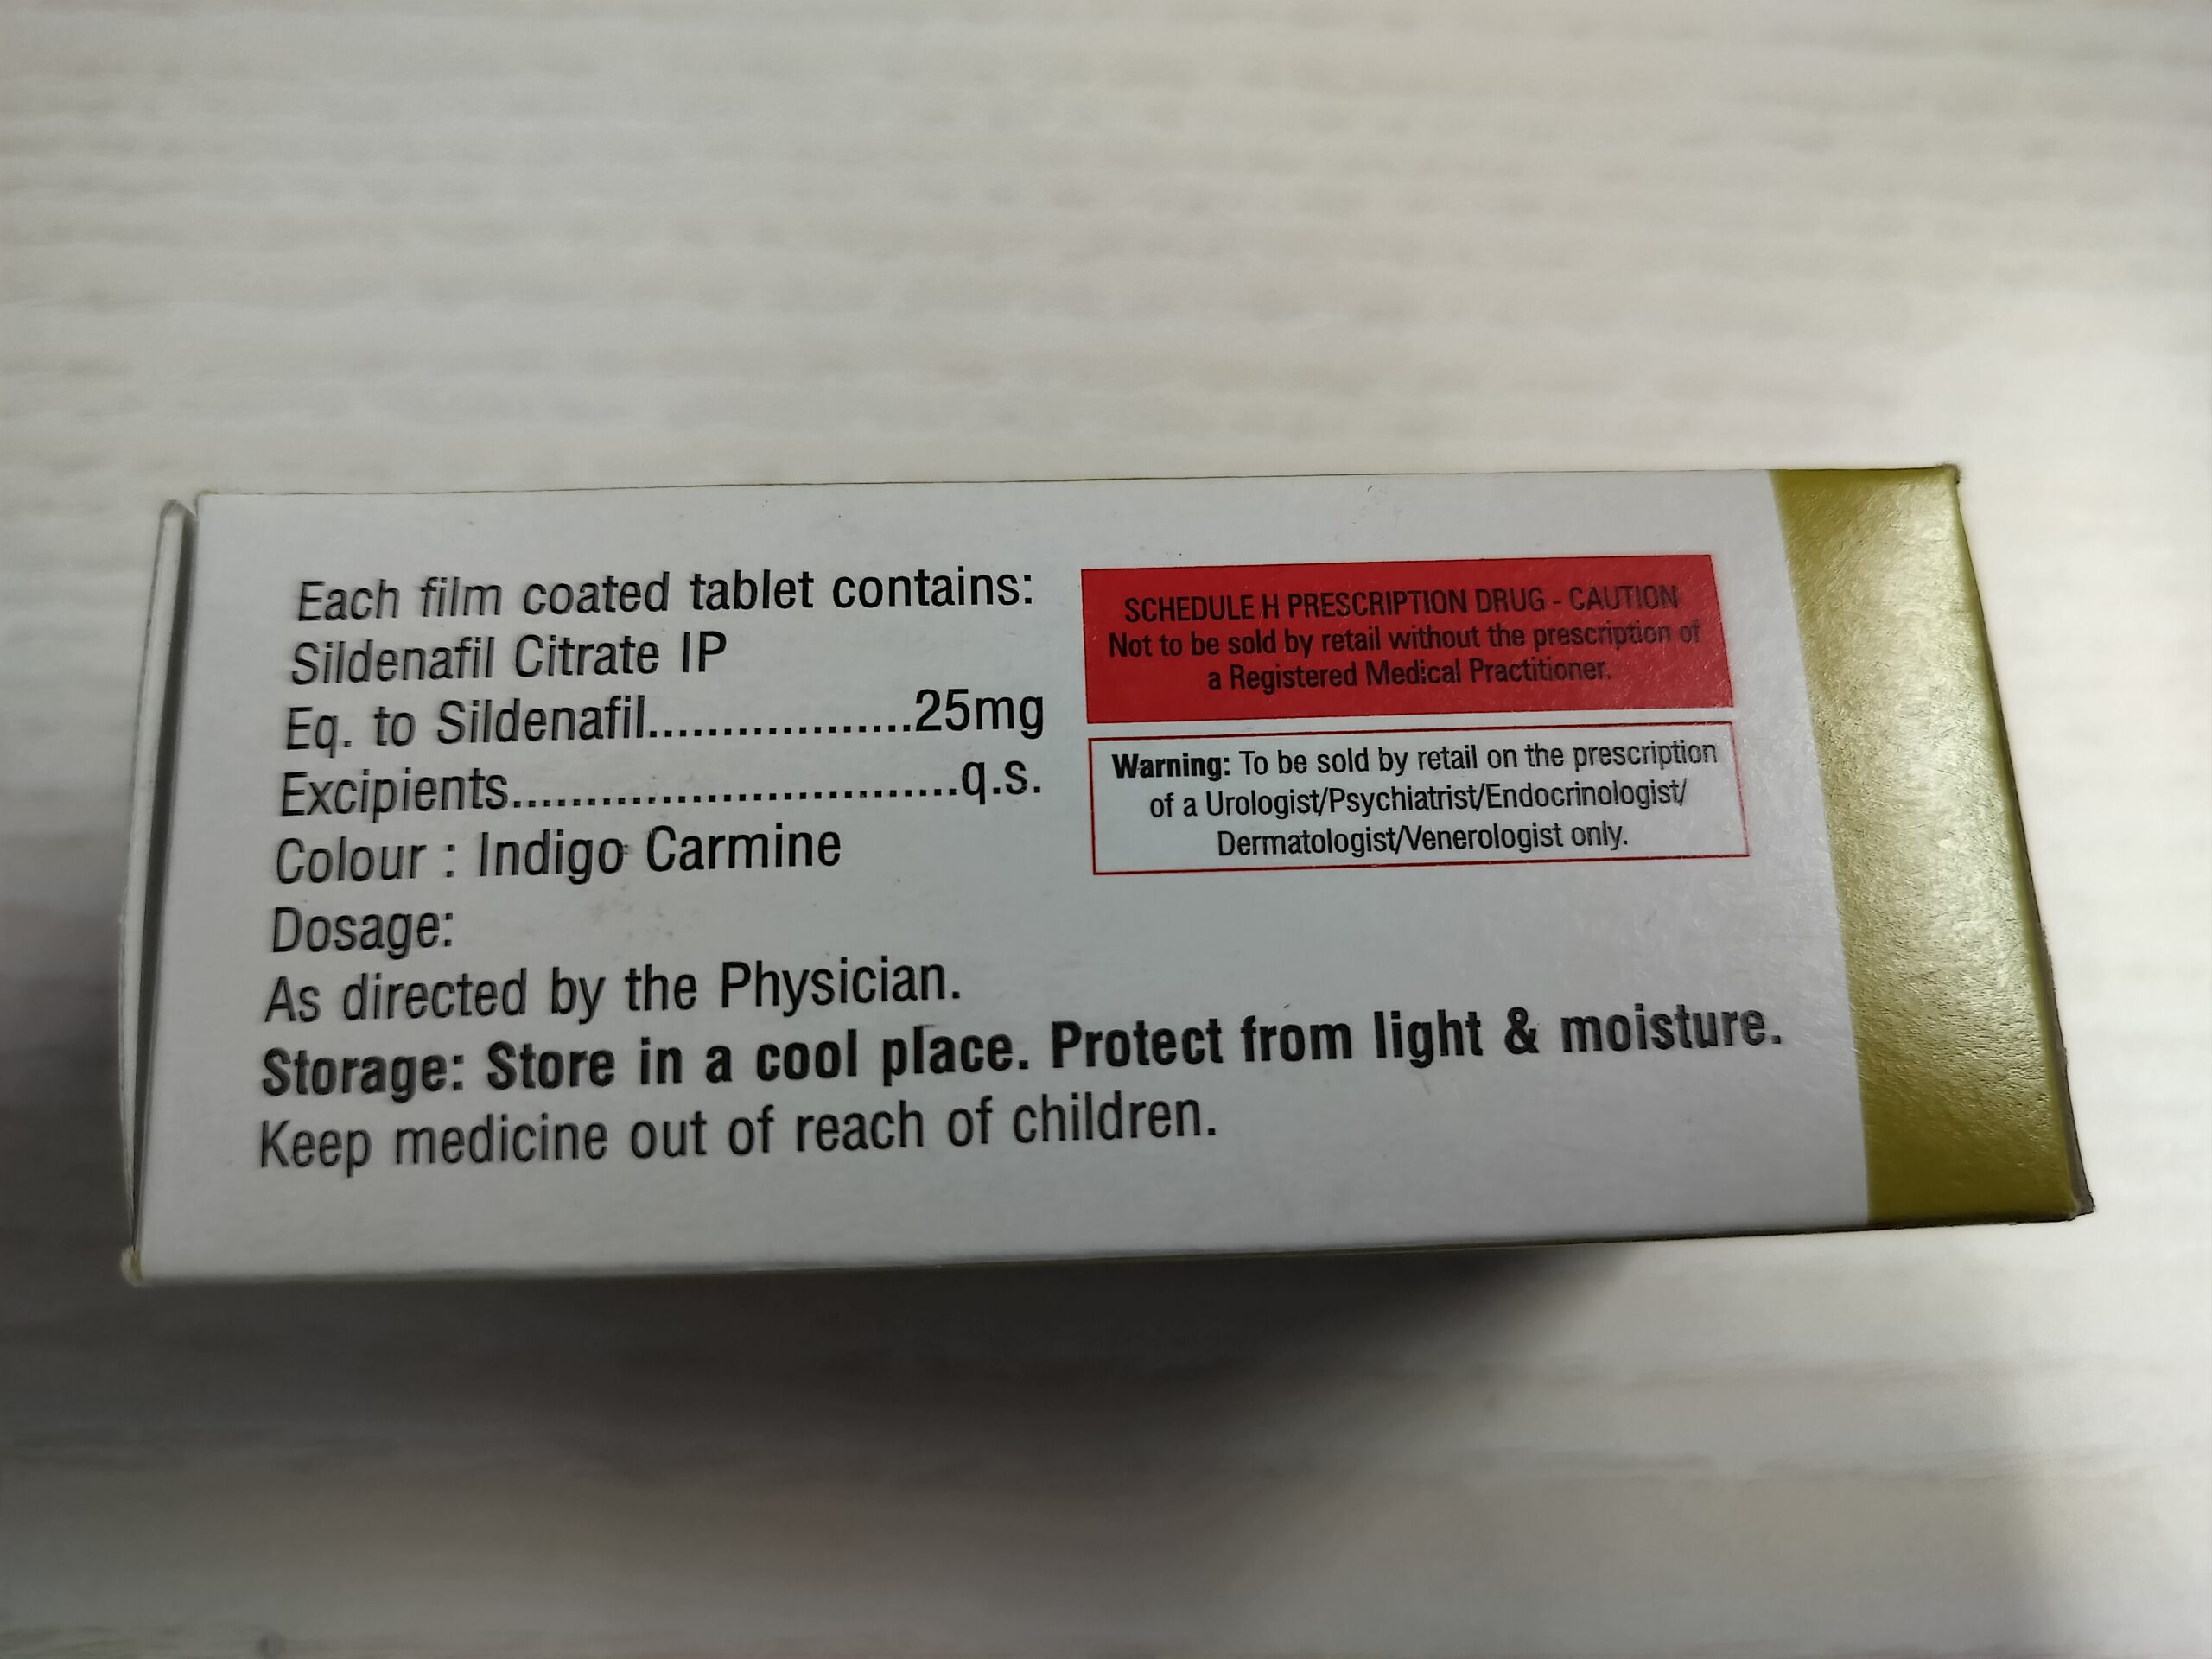 Each film coated tablet contains:
Sildenafil Citrate IP
Eq. to Sildenafil..................25mg
Excipients...............................q.s.
Colour : Indigo Carmine
Dosage:
As directed by the Physician.
Storage: Store in a cool place. Protect from light & moisture.
Keep medicine out of reach of children.
SCHEDULE H PRESCRIPTION DRUG - CAUTION
Not to be sold by retail without the prescription of
a Registered Medical Practitioner.
Warning: To be sold by retail on the prescription
of a Urologist/Psychiatrist/Endocrinologist/
Dermatologist/Venerologist only.